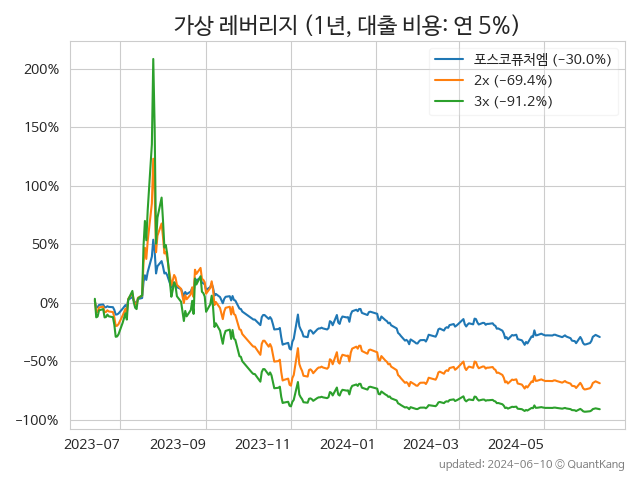 가상 레버리지 (1년, 대출 비용: 연 5%)
포스코퓨처엠 (−30.0%)
2x (−69.4%)
3x (−91.2%)
200%
150%
100%
50%
0%
−50%
−100%
2023-07 2023-09 2023-11 2024-01 2024-03 2024-05
updated: 2024-06-10 © QuantKang